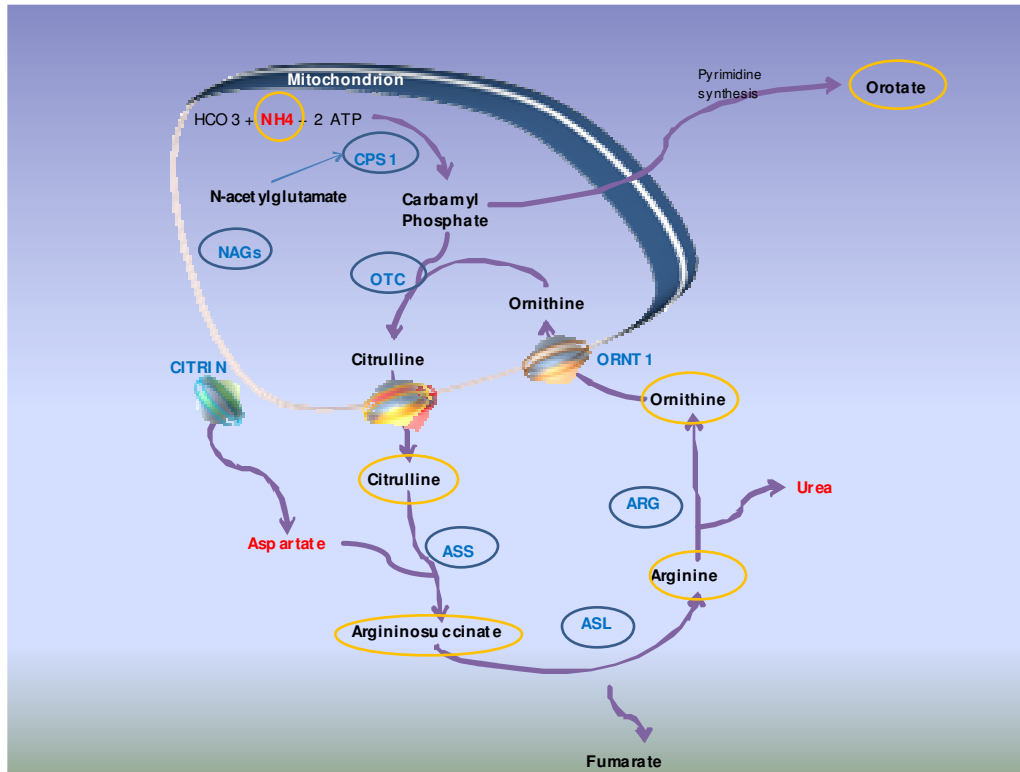 Mitochondrion
Pyrimidine
synthesis
Orotate
HCO3 + NH4 + 2 ATP
CPS1
N-acetylglutamate
Carbamyl
Phosphate
NAGs
OTC
Ornithine
Citrulline
ORNT1
CITRIN
Ornithine
Citrulline
Urea
ARG
Aspartate
ASS
Arginine
Argininosuccinate
ASL
Fumarate